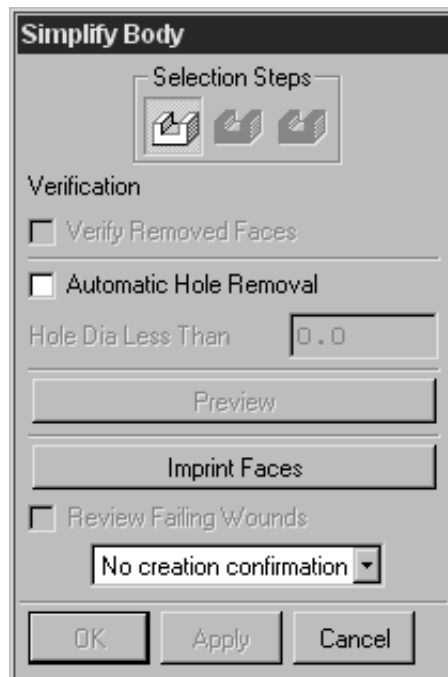 Simplify Body
Selection Steps
Verification
Verify Removed Faces
Automatic Hole Removal
Hole Dia Less Than 0.0
Preview
Imprint Faces
Review Failing Wounds
No creation confirmation
OK Apply Cancel